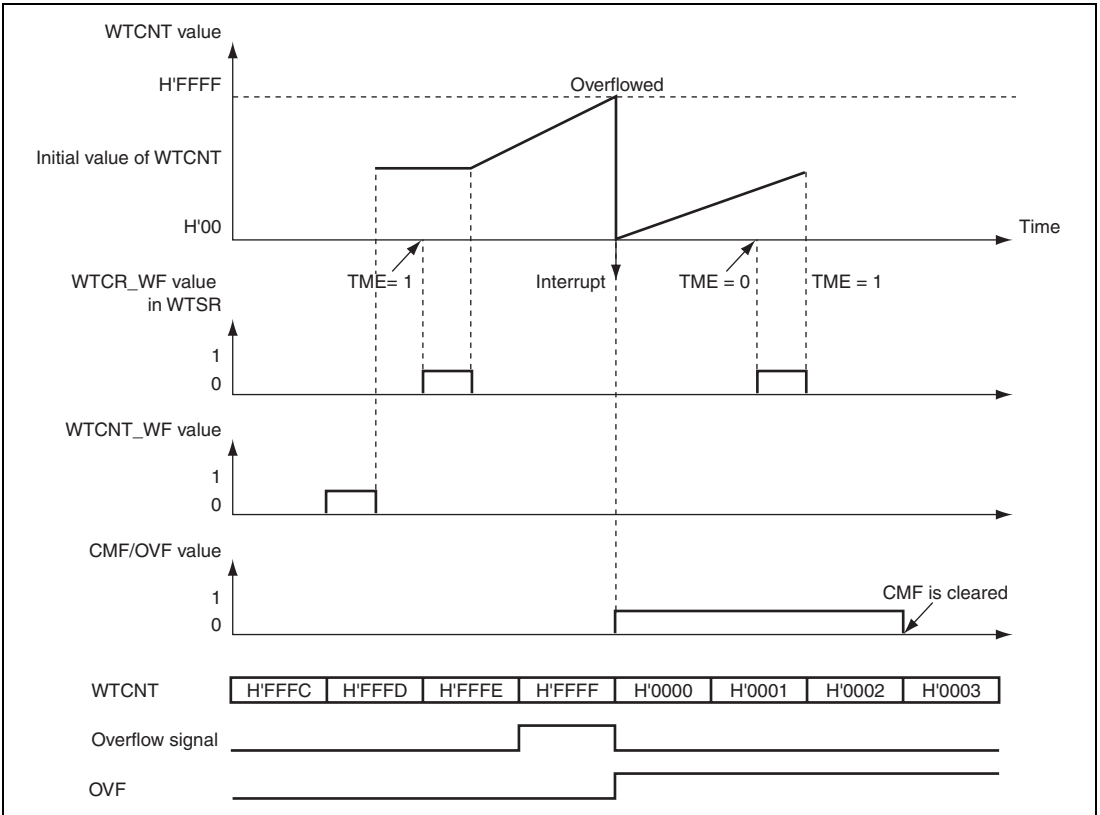 WTCNT value
H'FFFF
Overflowed
Initial value of WTCNT
H'00
Time
WTCR_WF value
in WTSR
TME= 1
Interrupt
TME = 0
TME = 1
1
0
WTCNT_WF value
1
0
CMF/OVF value
1
0
CMF is cleared
WTCNT H'FFFC H'FFFD H'FFFE H'FFFF H'0000 H'0001 H'0002 H'0003
Overflow signal
OVF